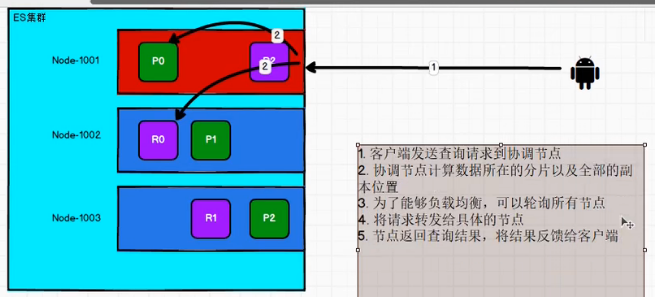 ES集群
2
Node-1001
P0
R2
2
1
Node-1002
R0
P1
Node-1003
R1
P2
1. 客户端发送查询请求到协调节点
2. 协调节点计算数据所在的分片以及全部的副
本位置
3. 为了能够负载均衡，可以轮询所有节点
4. 将请求转发给具体的节点
5. 节点返回查询结果，将结果反馈给客户端